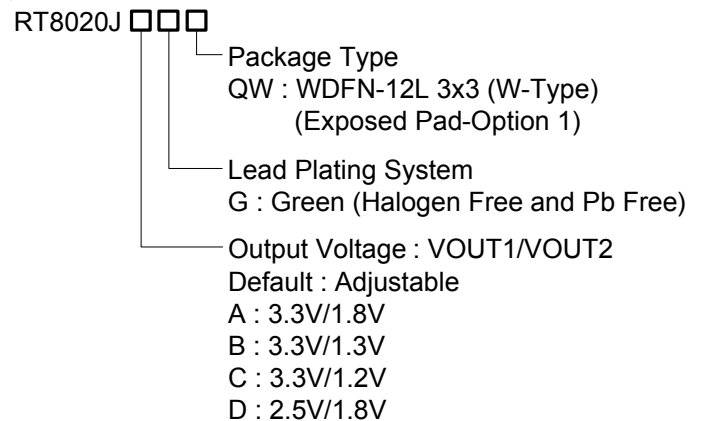 RT8020J □□□
Package Type
QW : WDFN-12L 3x3 (W-Type)
(Exposed Pad-Option 1)
Lead Plating System
G : Green (Halogen Free and Pb Free)
Output Voltage : VOUT1/VOUT2
Default : Adjustable
A : 3.3V/1.8V
B : 3.3V/1.3V
C : 3.3V/1.2V
D : 2.5V/1.8V